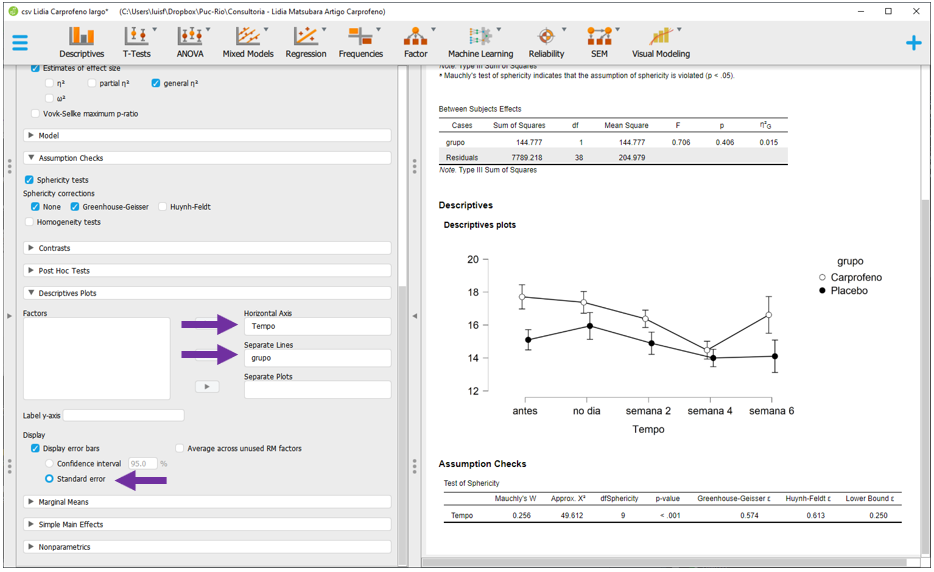 csv Lidia Carprofeno largo* (C:\Users\luisf\Dropbox\Puc-Rio\Consultoria - Lidia Matsubara Artigo Carprofeno)
Descriptives T-Tests ANOVA Mixed Models Regression Frequencies Factor Machine Learning Reliability SEM Visual Modeling
Estimates of effect size
η² partial η² general η²
ω²
Vovk-Sellke maximum p-ratio
Model
Assumption Checks
Sphericity tests
Sphericity corrections
None Greenhouse-Geisser Huynh-Feldt
Homogeneity tests
Contrasts
Post Hoc Tests
Descriptives Plots
Factors
Horizontal Axis
Tempo
Separate Lines
grupo
Separate Plots
Label y-axis
Display
Display error bars Average across unused RM factors
Confidence interval 95.0 %
Standard error
Marginal Means
Simple Main Effects
Nonparametrics
Note. Type III Sum of Squares
ᵃ Mauchly's test of sphericity indicates that the assumption of sphericity is violated (p < .05).
Between Subjects Effects
Cases Sum of Squares df Mean Square F p η²G
grupo 144.777 1 144.777 0.706 0.406 0.015
Residuals 7789.218 38 204.979
Note. Type III Sum of Squares
Descriptives
Descriptives plots
20
18
16
14
12
antes no dia semana 2 semana 4 semana 6
Tempo
grupo
Carprofeno
Placebo
Assumption Checks
Test of Sphericity
Mauchly's W Approx. X² dfSphericity p-value Greenhouse-Geisser ε Huynh-Feldt ε Lower Bound ε
Tempo 0.256 49.612 9 < .001 0.574 0.613 0.250